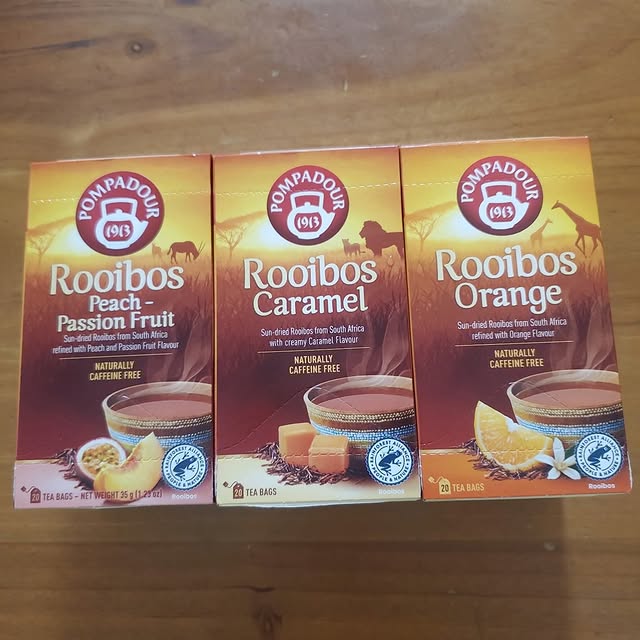 POMPADOUR
1913
Rooibos
Peach -
Passion Fruit
Sun-dried Rooibos from South Africa
refined with Peach and Passion Fruit Flavour
NATURALLY
CAFFEINE FREE
20 TEA BAGS - NET WEIGHT 35 g (1.23 oz)
Rooibos
POMPADOUR
1913
Rooibos
Caramel
Sun-dried Rooibos from South Africa
with creamy Caramel Flavour
NATURALLY
CAFFEINE FREE
20 TEA BAGS
Rooibos
POMPADOUR
1913
Rooibos
Orange
Sun-dried Rooibos from South Africa
refined with Orange Flavour
NATURALLY
CAFFEINE FREE
20 TEA BAGS
Rooibos